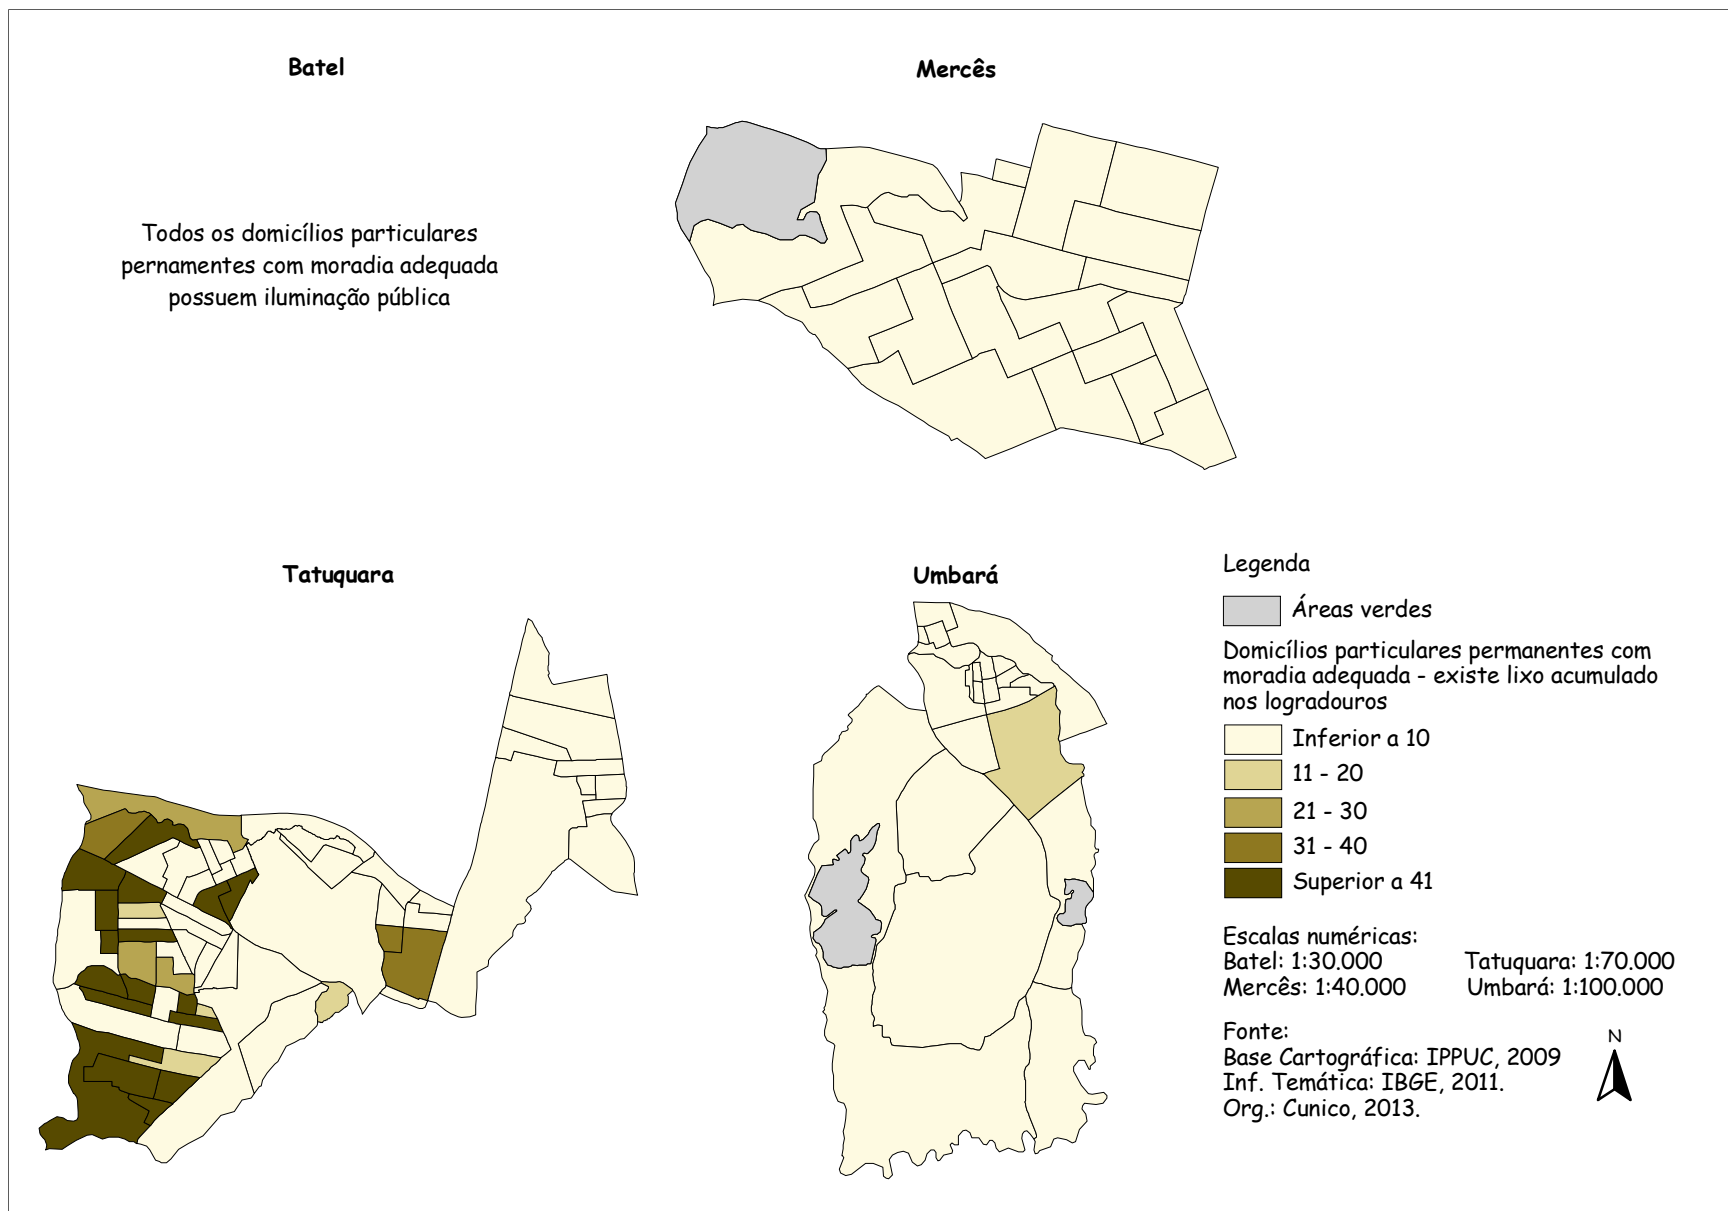 Batel
Mercês
Todos os domicílios particulares
pernamentes com moradia adequada
possuem iluminação pública
Tatuquara
Umbará
Legenda
Áreas verdes
Domicílios particulares permanentes com
moradia adequada - existe lixo acumulado
nos logradouros
Inferior a 10
11 - 20
21 - 30
31 - 40
Superior a 41
Escalas numéricas:
Batel: 1:30.000 Tatuquara: 1:70.000
Mercês: 1:40.000 Umbará: 1:100.000
Fonte:
Base Cartográfica: IPPUC, 2009
Inf. Temática: IBGE, 2011.
Org.: Cunico, 2013.
N